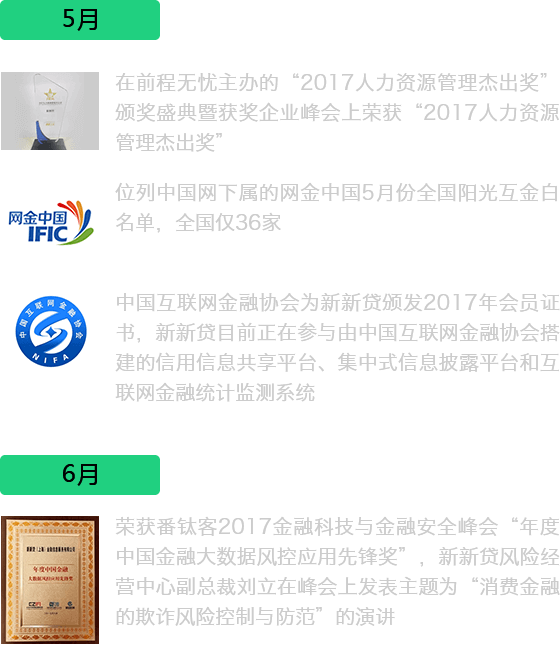 5月
在前程无忧主办的“2017人力资源管理杰出奖”
颁奖盛典暨获奖企业峰会上荣获“2017人力资源
管理杰出奖”
网金中国
IFIC
位列中国网下属的网金中国5月份全国阳光互金白
名单，全国仅36家
中国互联网金融协会
NIFA
中国互联网金融协会为新新贷颁发2017年会员证
书，新新贷目前正在参与由中国互联网金融协会搭
建的信用信息共享平台、集中式信息披露平台和互
联网金融统计监测系统
6月
年度中国金融
大数据风控应用先锋奖
荣获番钛客2017金融科技与金融安全峰会“年度
中国金融大数据风控应用先锋奖”，新新贷风险经
营中心副总裁刘立在峰会上发表主题为“消费金融
的欺诈风险控制与防范”的演讲